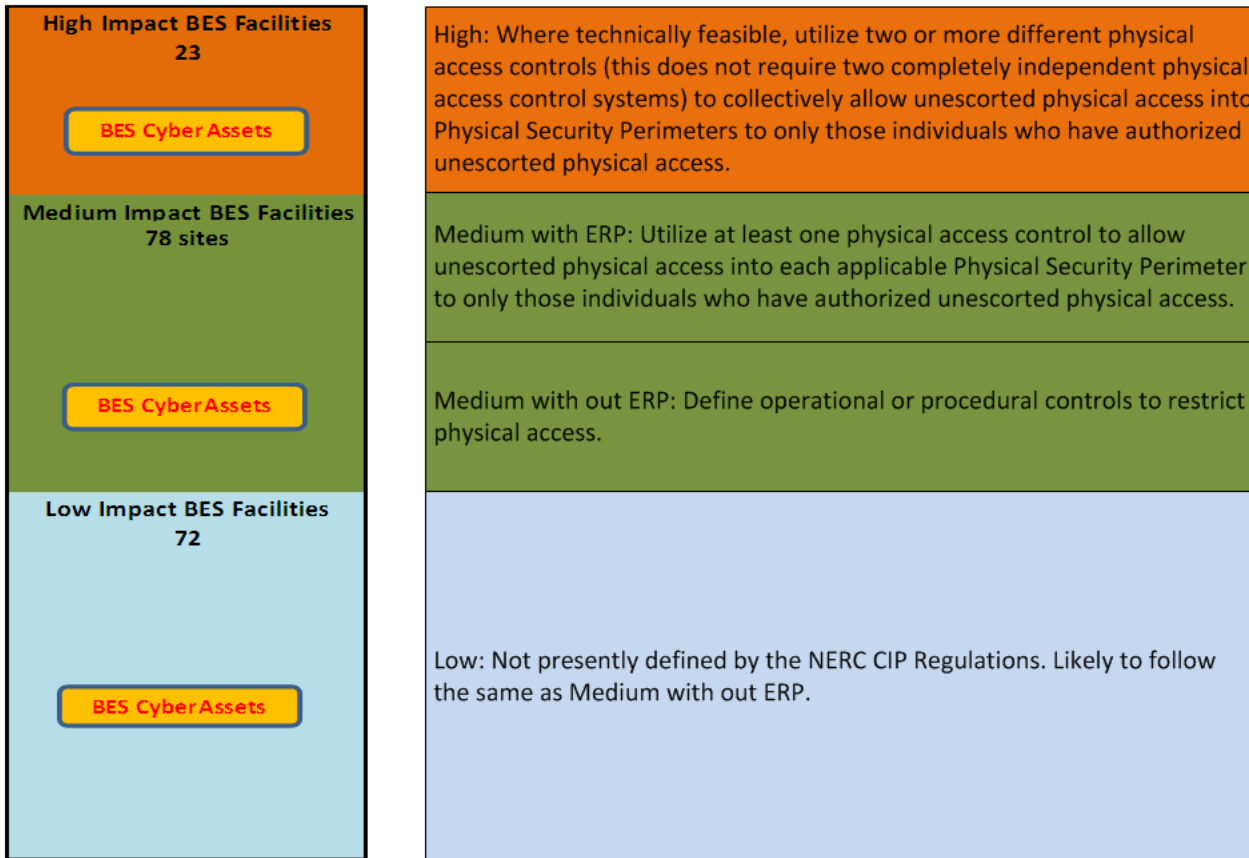 High Impact BES Facilities
23
BES Cyber Assets
Medium Impact BES Facilities
78 sites
BES Cyber Assets
Low Impact BES Facilities
72
BES Cyber Assets
High: Where technically feasible, utilize two or more different physical
access controls (this does not require two completely independent physical
access control systems) to collectively allow unescorted physical access into
Physical Security Perimeters to only those individuals who have authorized
unescorted physical access.
Medium with ERP: Utilize at least one physical access control to allow
unescorted physical access into each applicable Physical Security Perimeter
to only those individuals who have authorized unescorted physical access.
Medium with out ERP: Define operational or procedural controls to restrict
physical access.
Low: Not presently defined by the NERC CIP Regulations. Likely to follow
the same as Medium with out ERP.